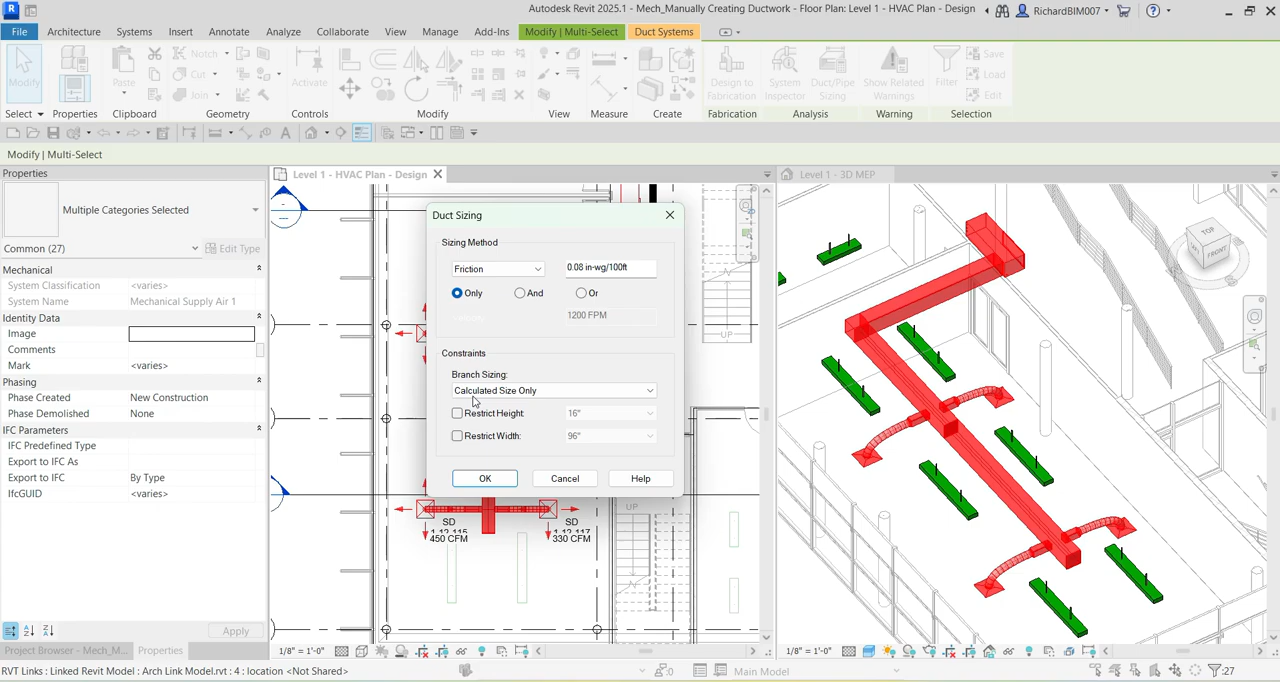 Autodesk Revit 2025.1 - Mech_Manually Creating Ductwork - Floor Plan: Level 1 - HVAC Plan - Design
RichardBIM007
File Architecture Systems Insert Annotate Analyze Collaborate View Manage Add-Ins Modify | Multi-Select Duct Systems
Modify Paste Notch Cut Join Activate Design to Fabrication System Inspector Duct/Pipe Sizing Show Related Warnings Filter Save Load Edit
Select Properties Clipboard Geometry Controls Modify View Measure Create Fabrication Analysis Warning Selection
Modify | Multi-Select
Properties
Multiple Categories Selected
Common (27)
Edit Type
Mechanical
System Classification <varies>
System Name Mechanical Supply Air 1
Identity Data
Image
Comments
Mark <varies>
Phasing
Phase Created New Construction
Phase Demolished None
IFC Parameters
IFC Predefined Type
Export to IFC As
Export to IFC By Type
IfcGUID <varies>
Apply
Project Browser - Mech_M...
Properties
Level 1 - HVAC Plan - Design
Duct Sizing
Sizing Method
Friction
0.08 in-wg/100ft
Only And Or
1200 FPM
Constraints
Branch Sizing:
Calculated Size Only
Restrict Height: 16"
Restrict Width: 96"
OK Cancel Help
UP
UP
SD
1-12-115
450 CFM
SD
1-12-117
330 CFM
1/8" = 1'-0"
Level 1 - 3D MEP
TOP
FRONT
1/8" = 1'-0"
RVT Links : Linked Revit Model : Arch Link Model.rvt : 4 : location <Not Shared>
:0
Main Model
:27